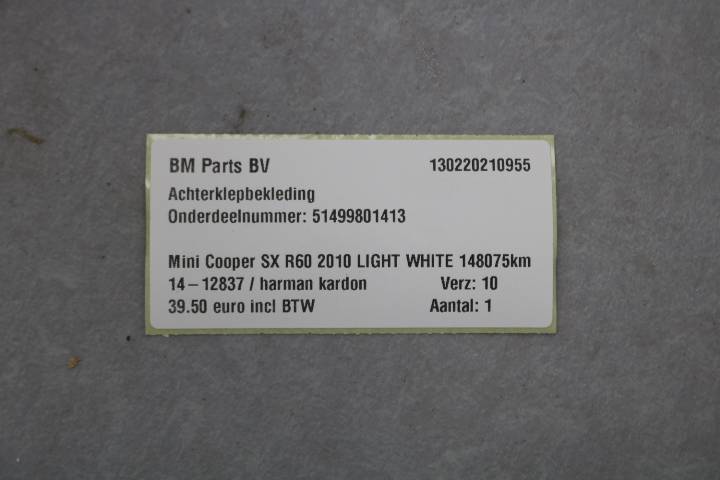 BM Parts BV 130220210955
Achterklepbekleding
Onderdeelnummer: 51499801413
Mini Cooper SX R60 2010 LIGHT WHITE 148075km
14-12837 / harman kardon Verz: 10
39.50 euro incl BTW Aantal: 1